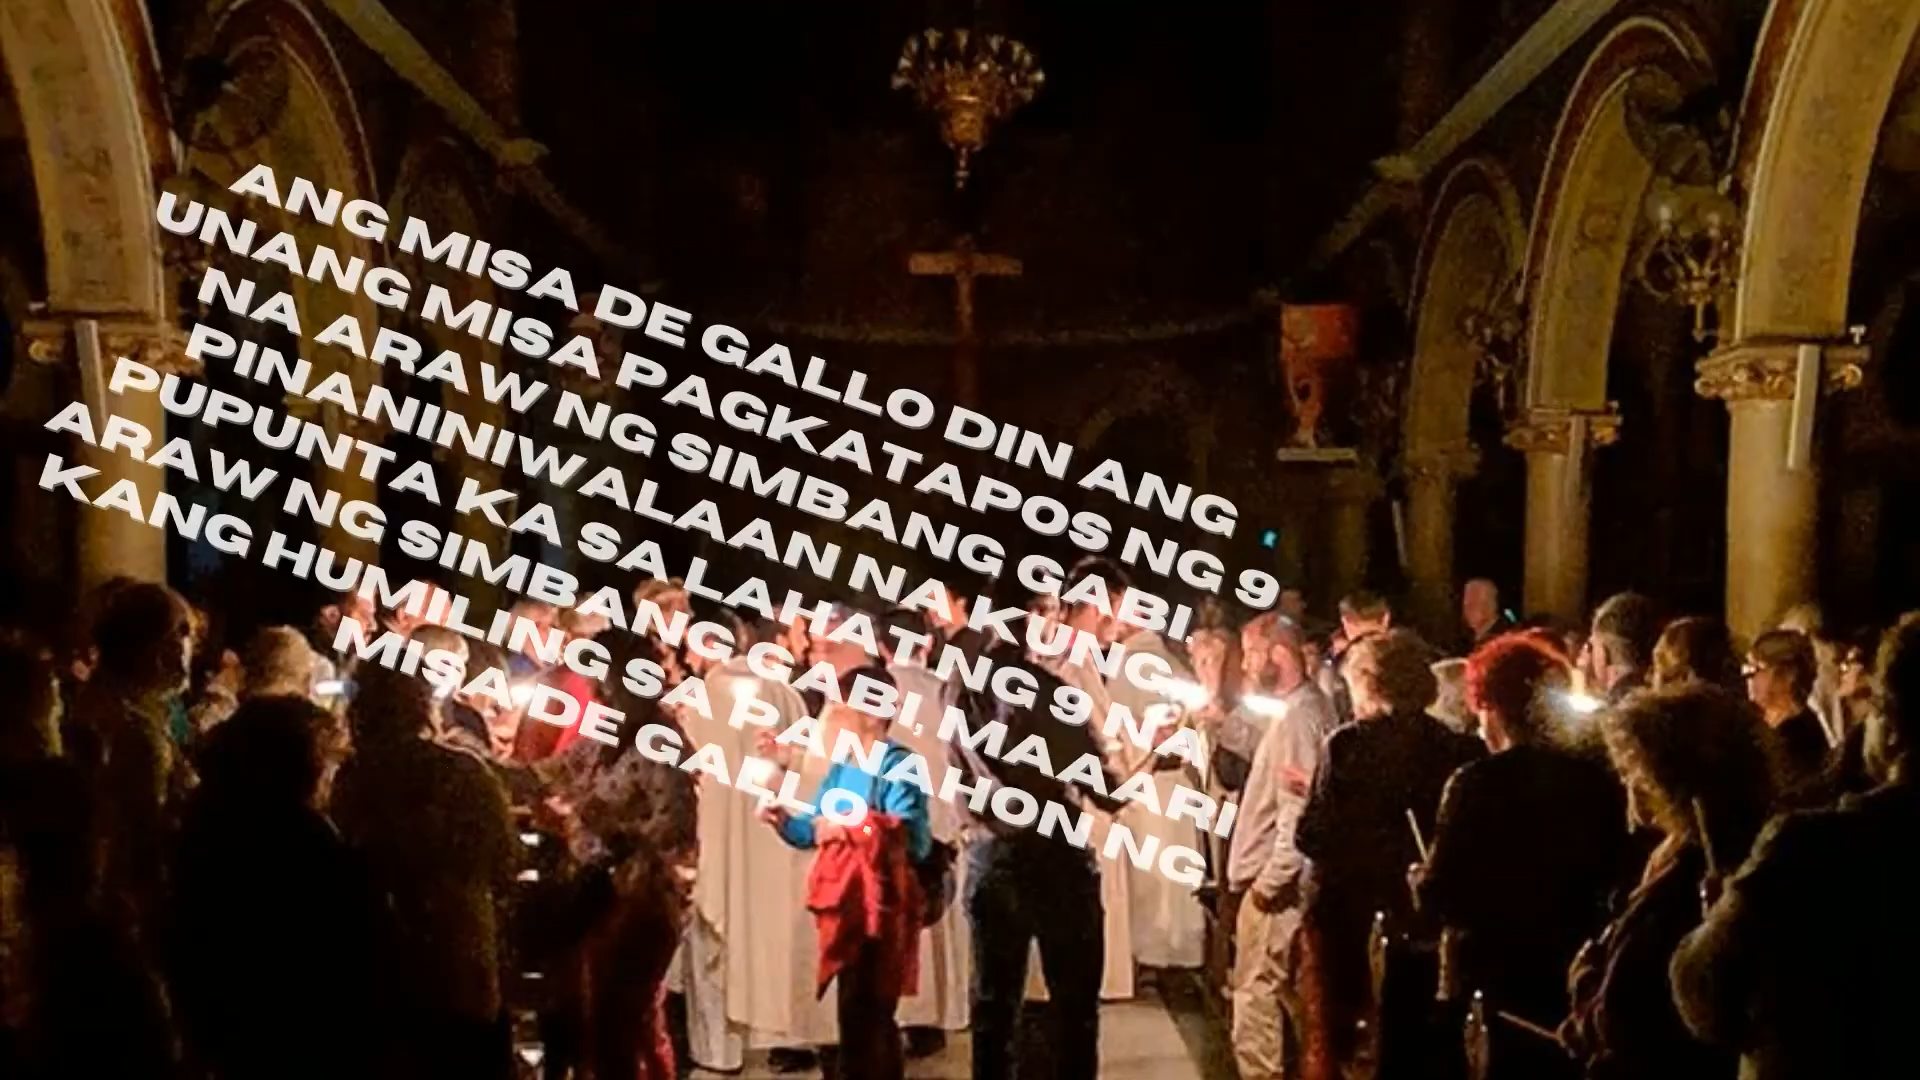 ANG MISA DE GALLO DIN ANG
UNANG MISA PAGKATAPOS NG 9
NA ARAW NG SIMBANG GABI.
PINANINIWALAAN NA KUNG
PUPUNTA KA SA LAHAT NG 9 NA
ARAW NG SIMBANG GABI, MAAARI
KANG HUMILING SA PANAHON NG
MISA DE GALLO.